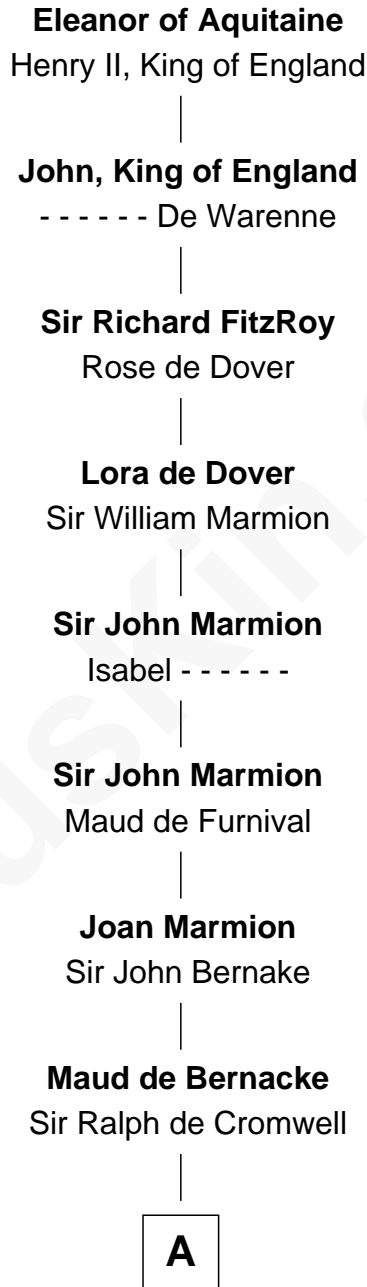 Eleanor of Aquitaine
Henry II, King of England
John, King of England
- - - - - - De Warenne
Sir Richard FitzRoy
Rose de Dover
Lora de Dover
Sir William Marmion
Sir John Marmion
Isabel - - - - - -
Sir John Marmion
Maud de Furnival
Joan Marmion
Sir John Bernake
Maud de Bernacke
Sir Ralph de Cromwell
A